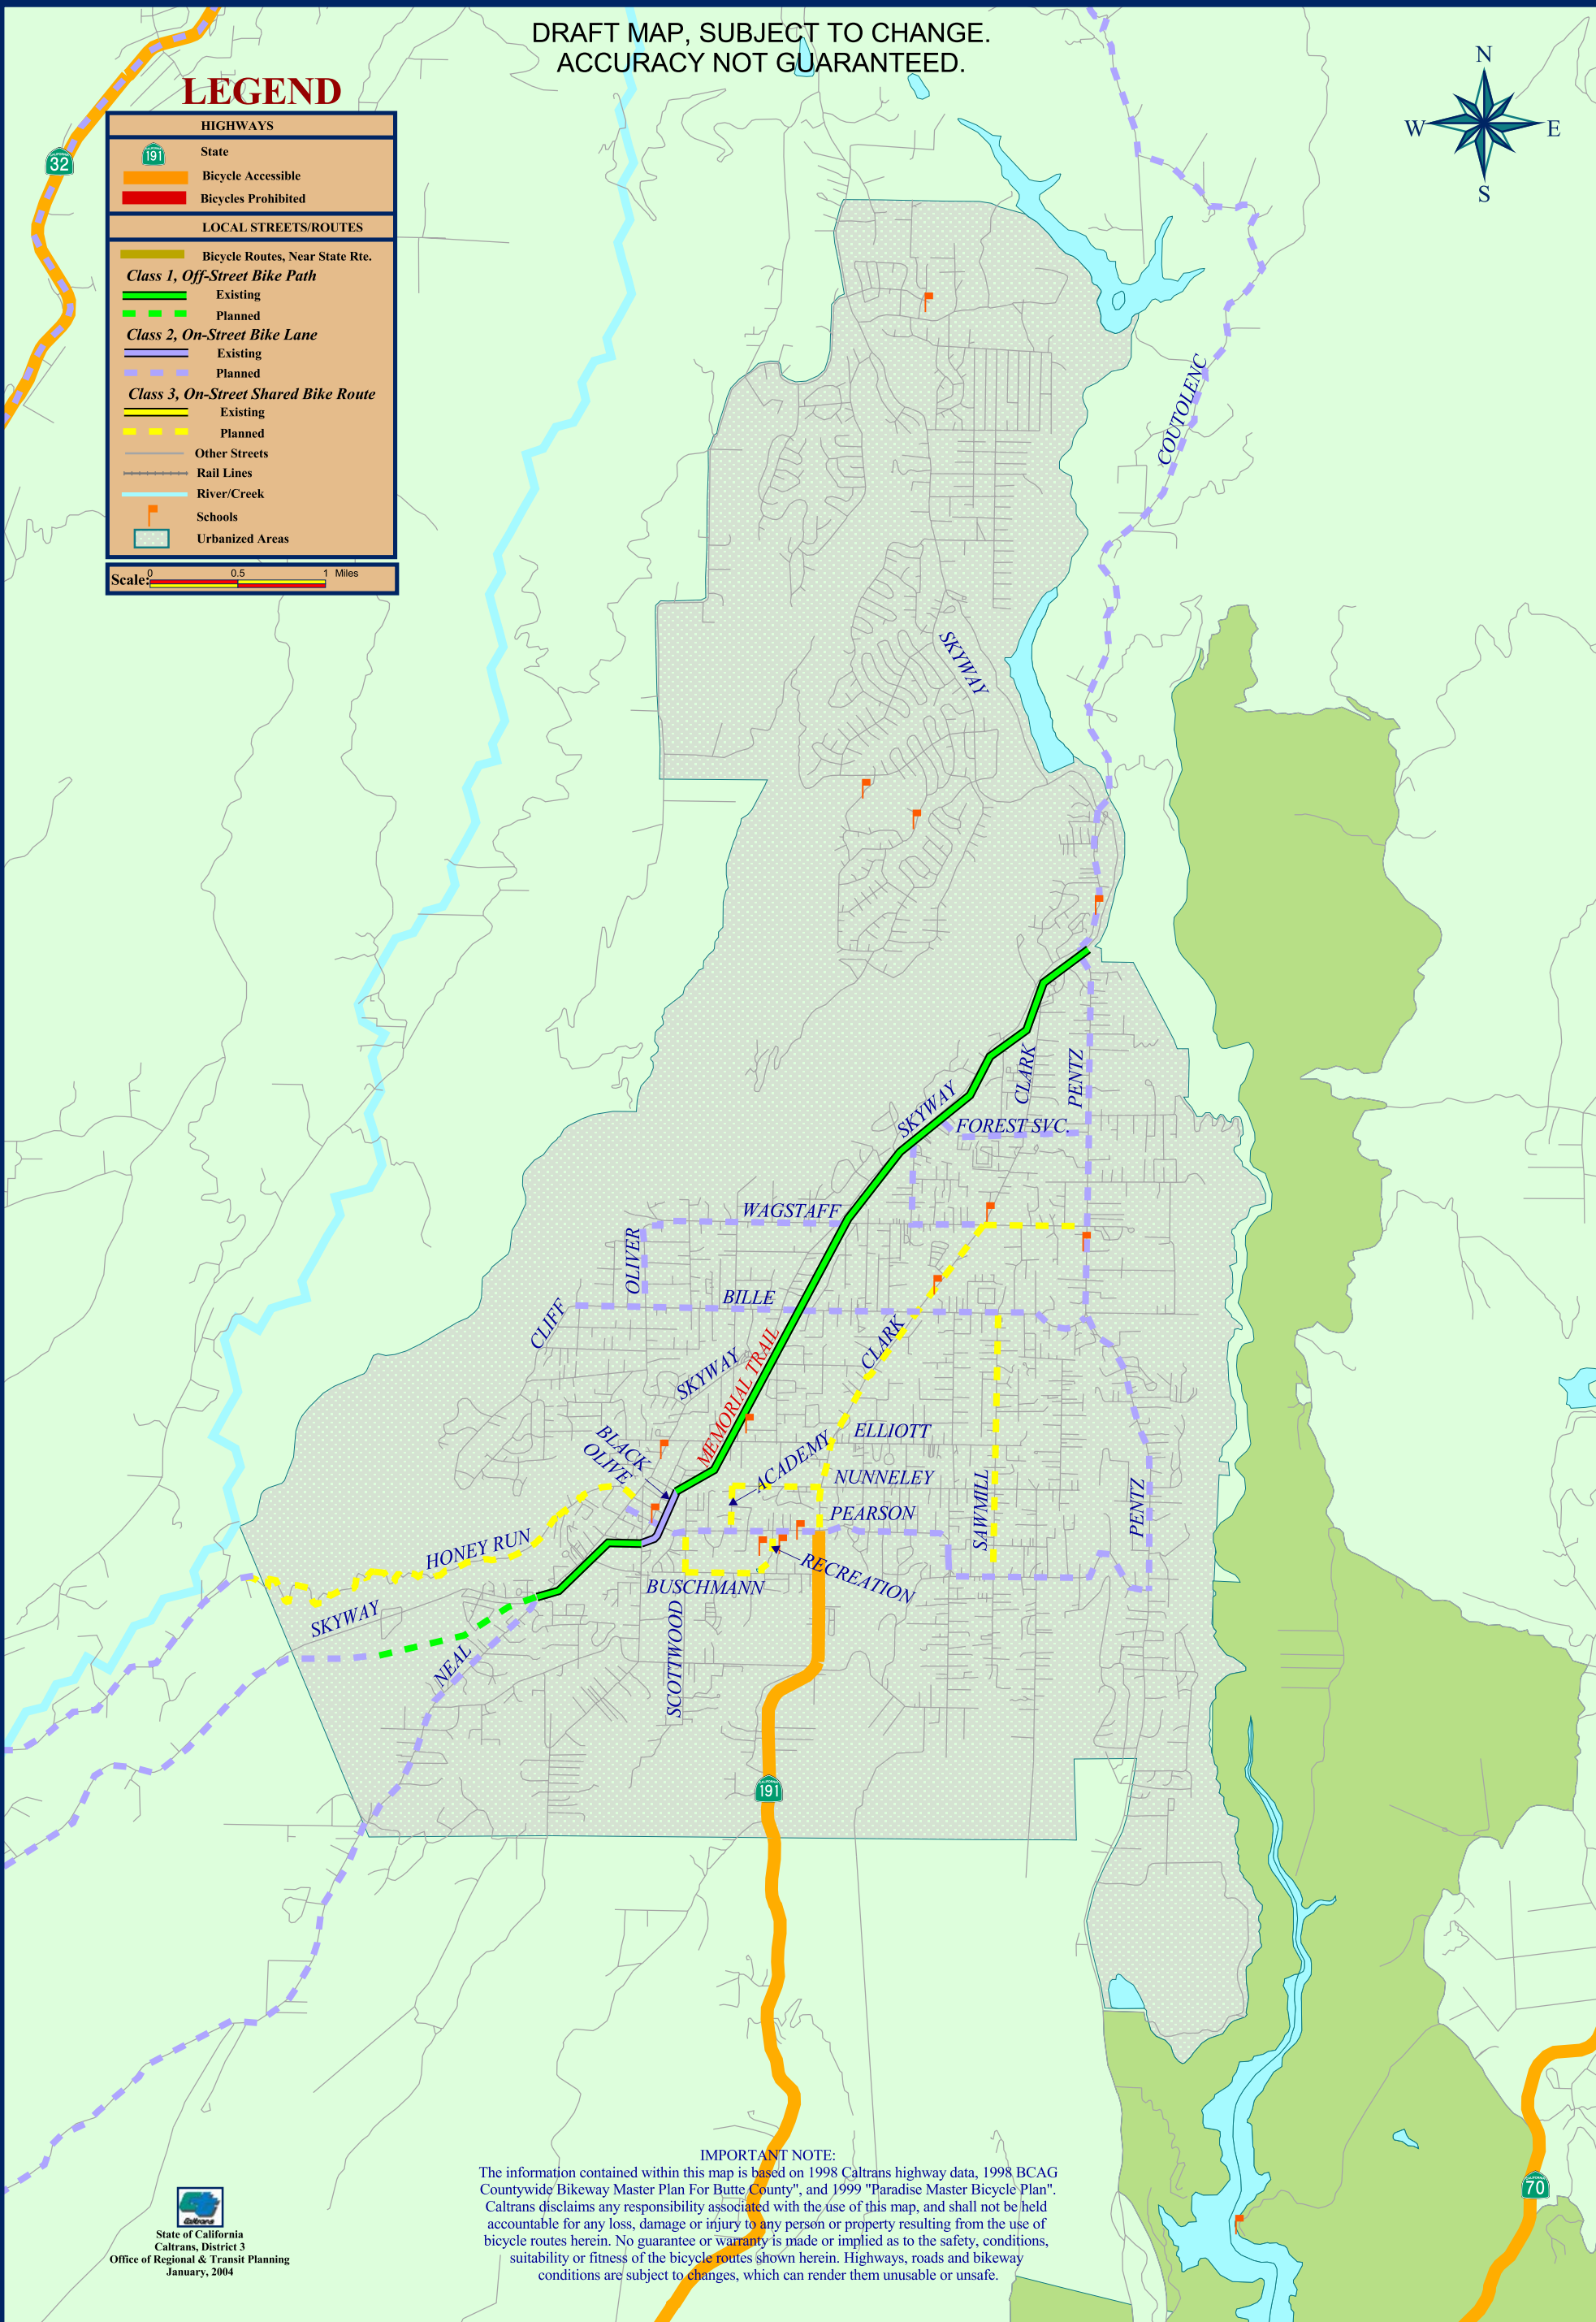 DRAFT MAP, SUBJECT TO CHANGE.
ACCURACY NOT GUARANTEED.
LEGEND
HIGHWAYS
191
State
Bicycle Accessible
Bicycles Prohibited
LOCAL STREETS/ROUTES
Bicycle Routes, Near State Rte.
Class 1, Off-Street Bike Path
Existing
Planned
Class 2, On-Street Bike Lane
Existing
Planned
Class 3, On-Street Shared Bike Route
Existing
Planned
Other Streets
Rail Lines
River/Creek
Schools
Urbanized Areas
Scale:
0 0.5 1 Miles
N
W E
S
32
COUTOLENC
SKYWAY
CLARK
PENTZ
SKYWAY
FOREST SVC.
WAGSTAFF
OLIVER
BILLE
CLIFF
CLARK
SKYWAY
MEMORIAL TRAIL
BLACK
OLIVE
ACADEMY
ELLIOTT
NUNNELEY
PEARSON
SAWMILL
PENTZ
HONEY RUN
RECREATION
BUSCHMANN
SKYWAY
SCOTTWOOD
NEAL
191
70
IMPORTANT NOTE:
The information contained within this map is based on 1998 Caltrans highway data, 1998 BCAG
Countywide Bikeway Master Plan For Butte County", and 1999 "Paradise Master Bicycle Plan".
Caltrans disclaims any responsibility associated with the use of this map, and shall not be held
accountable for any loss, damage or injury to any person or property resulting from the use of
bicycle routes herein. No guarantee or warranty is made or implied as to the safety, conditions,
suitability or fitness of the bicycle routes shown herein. Highways, roads and bikeway
conditions are subject to changes, which can render them unusable or unsafe.
Caltrans
State of California
Caltrans, District 3
Office of Regional & Transit Planning
January, 2004